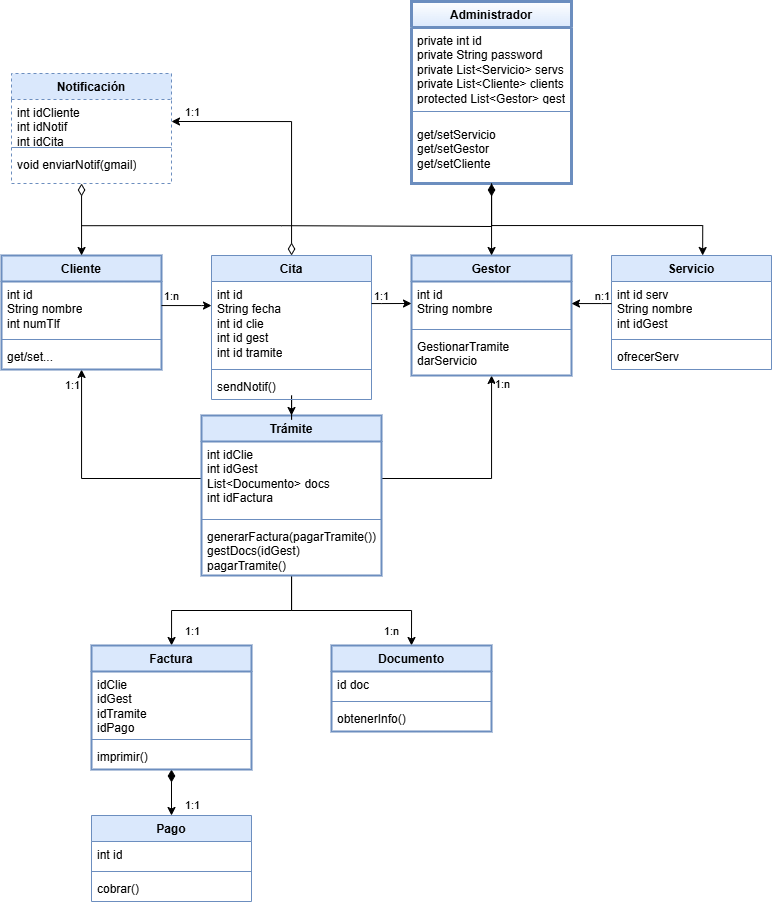 Administrador
private int id
private String password
private List<Servicio> servs
private List<Cliente> clients
protected List<Gestor> gest
get/setServicio
get/setGestor
get/setCliente
Notificación
int idCliente
int idNotif
int idCita
void enviarNotif(gmail)
1:1
Cliente
int id
String nombre
int numTlf
get/set...
1:n
Cita
int id
String fecha
int id clie
int id gest
int id tramite
sendNotif()
1:1
Gestor
int id
String nombre
GestionarTramite
darServicio
n:1
Servicio
int id serv
String nombre
int idGest
ofrecerServ
1:1
1:n
Trámite
int idClie
int idGest
List<Documento> docs
int idFactura
generarFactura(pagarTramite())
gestDocs(idGest)
pagarTramite()
1:1
1:n
Factura
idClie
idGest
idTramite
idPago
imprimir()
Documento
id doc
obtenerInfo()
1:1
Pago
int id
cobrar()